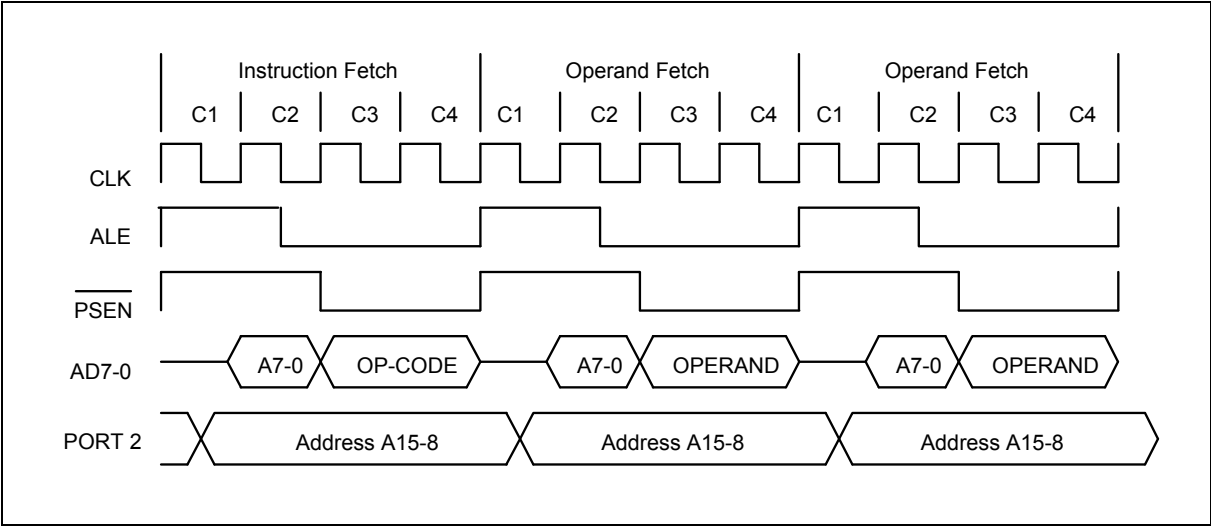 Instruction Fetch Operand Fetch Operand Fetch
C1 C2 C3 C4 C1 C2 C3 C4 C1 C2 C3 C4
CLK
ALE
PSEN
AD7-0 A7-0 OP-CODE A7-0 OPERAND A7-0 OPERAND
PORT 2 Address A15-8 Address A15-8 Address A15-8